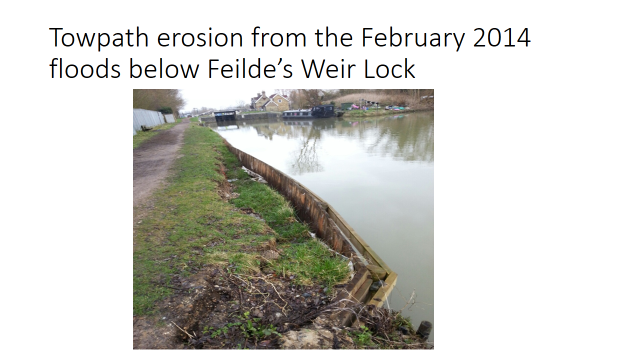 Towpath erosion from the February 2014
floods below Feilde’s Weir Lock